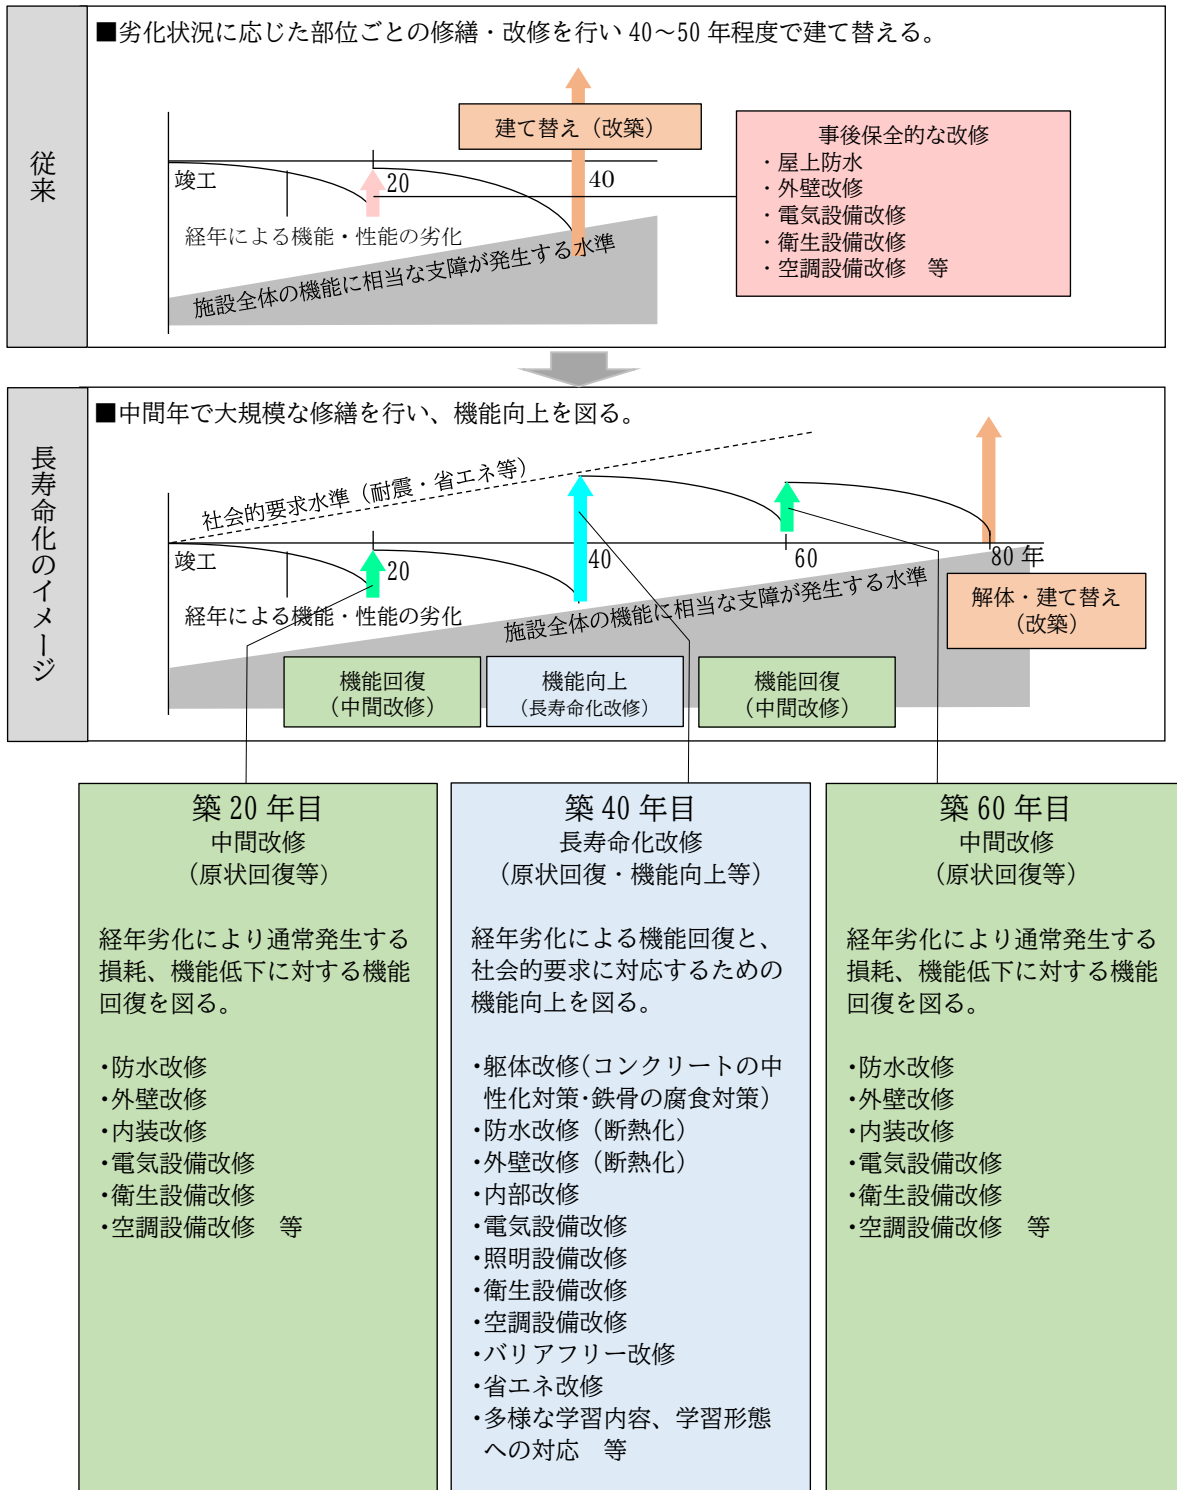 従来
■劣化状況に応じた部位ごとの修繕・改修を行い 40～50 年程度で建て替える。
建て替え（改築）
事後保全的な改修
・屋上防水
・外壁改修
・電気設備改修
・衛生設備改修
・空調設備改修　等
竣工
20
40
経年による機能・性能の劣化
施設全体の機能に相当な支障が発生する水準
長寿命化のイメージ
■中間年で大規模な修繕を行い、機能向上を図る。
社会的要求水準（耐震・省エネ等）
竣工
20
40
60
80 年
経年による機能・性能の劣化
施設全体の機能に相当な支障が発生する水準
解体・建て替え
（改築）
機能回復
（中間改修）
機能向上
（長寿命化改修）
機能回復
（中間改修）
築 20 年目
中間改修
（原状回復等）
経年劣化により通常発生する
損耗、機能低下に対する機能
回復を図る。
・防水改修
・外壁改修
・内装改修
・電気設備改修
・衛生設備改修
・空調設備改修　等
築 40 年目
長寿命化改修
（原状回復・機能向上等）
経年劣化による機能回復と、
社会的要求に対応するための
機能向上を図る。
・躯体改修(コンクリートの中
性化対策･鉄骨の腐食対策)
・防水改修（断熱化）
・外壁改修（断熱化）
・内部改修
・電気設備改修
・照明設備改修
・衛生設備改修
・空調設備改修
・バリアフリー改修
・省エネ改修
・多様な学習内容、学習形態
への対応　等
築 60 年目
中間改修
（原状回復等）
経年劣化により通常発生する
損耗、機能低下に対する機能
回復を図る。
・防水改修
・外壁改修
・内装改修
・電気設備改修
・衛生設備改修
・空調設備改修　等